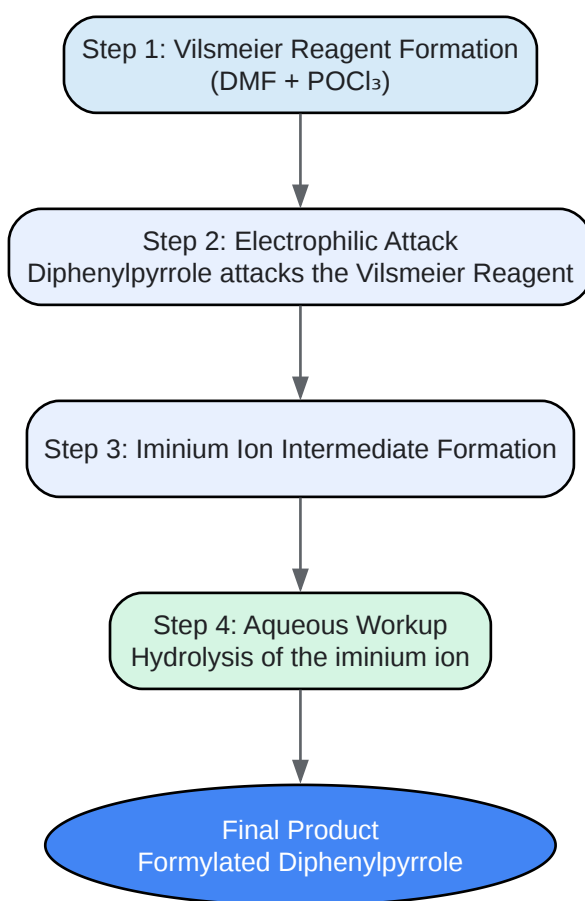 Step 1: Vilsmeier Reagent Formation
(DMF + POCl₃)
Step 2: Electrophilic Attack
Diphenylpyrrole attacks the Vilsmeier Reagent
Step 3: Iminium Ion Intermediate Formation
Step 4: Aqueous Workup
Hydrolysis of the iminium ion
Final Product
Formylated Diphenylpyrrole